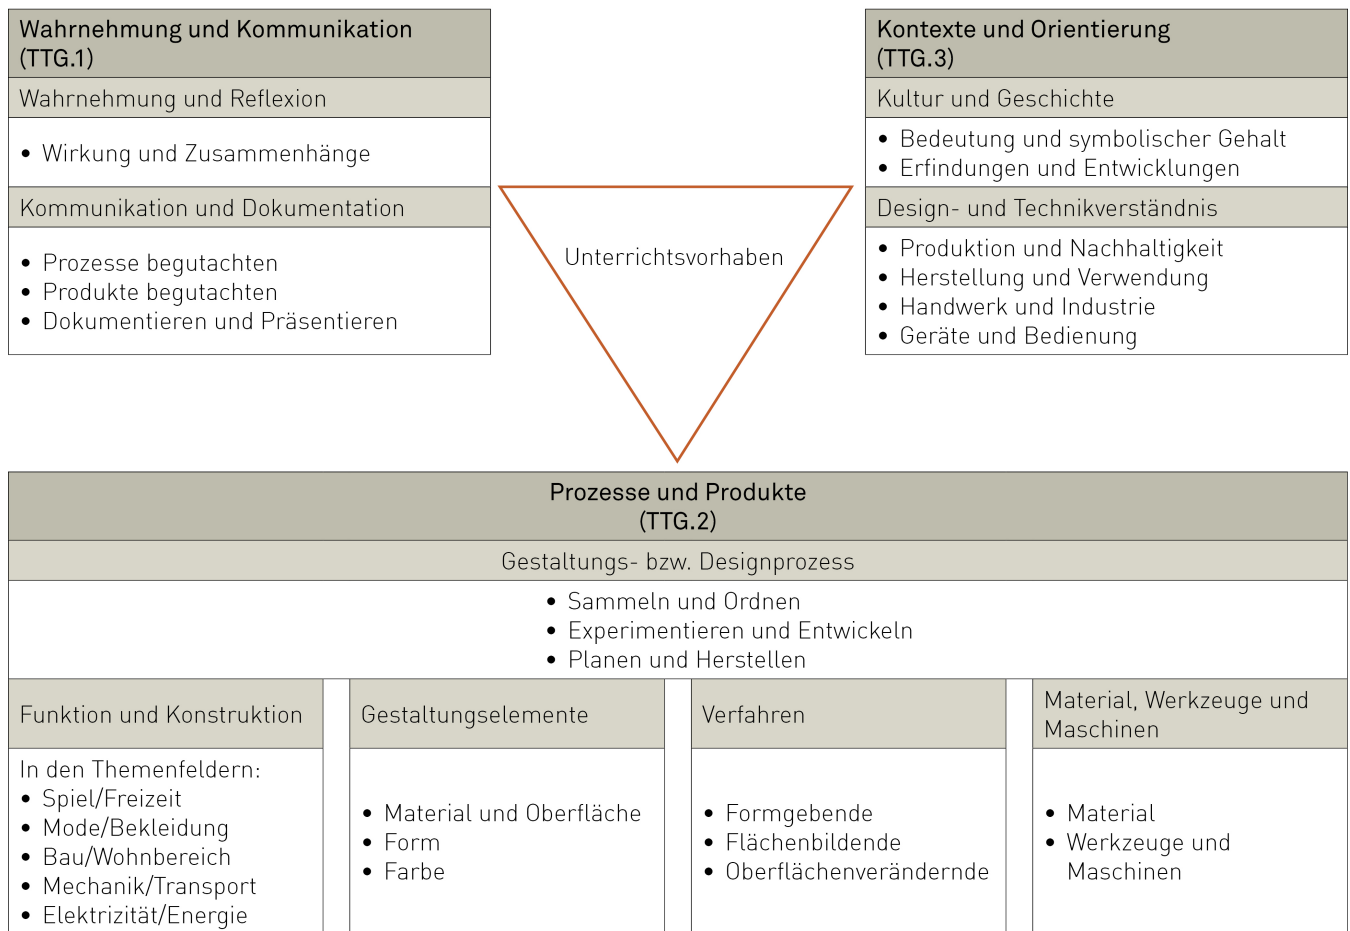 Wahrnehmung und Kommunikation
(TTG.1)
Wahrnehmung und Reflexion
• Wirkung und Zusammenhänge
Kommunikation und Dokumentation
• Prozesse begutachten
• Produkte begutachten
• Dokumentieren und Präsentieren
Unterrichtsvorhaben
Kontexte und Orientierung
(TTG.3)
Kultur und Geschichte
• Bedeutung und symbolischer Gehalt
• Erfindungen und Entwicklungen
Design- und Technikverständnis
• Produktion und Nachhaltigkeit
• Herstellung und Verwendung
• Handwerk und Industrie
• Geräte und Bedienung
Prozesse und Produkte
(TTG.2)
Gestaltungs- bzw. Designprozess
• Sammeln und Ordnen
• Experimentieren und Entwickeln
• Planen und Herstellen
Funktion und Konstruktion
In den Themenfeldern:
• Spiel/Freizeit
• Mode/Bekleidung
• Bau/Wohnbereich
• Mechanik/Transport
• Elektrizität/Energie
Gestaltungselemente
• Material und Oberfläche
• Form
• Farbe
Verfahren
• Formgebende
• Flächenbildende
• Oberflächenverändernde
Material, Werkzeuge und
Maschinen
• Material
• Werkzeuge und
Maschinen